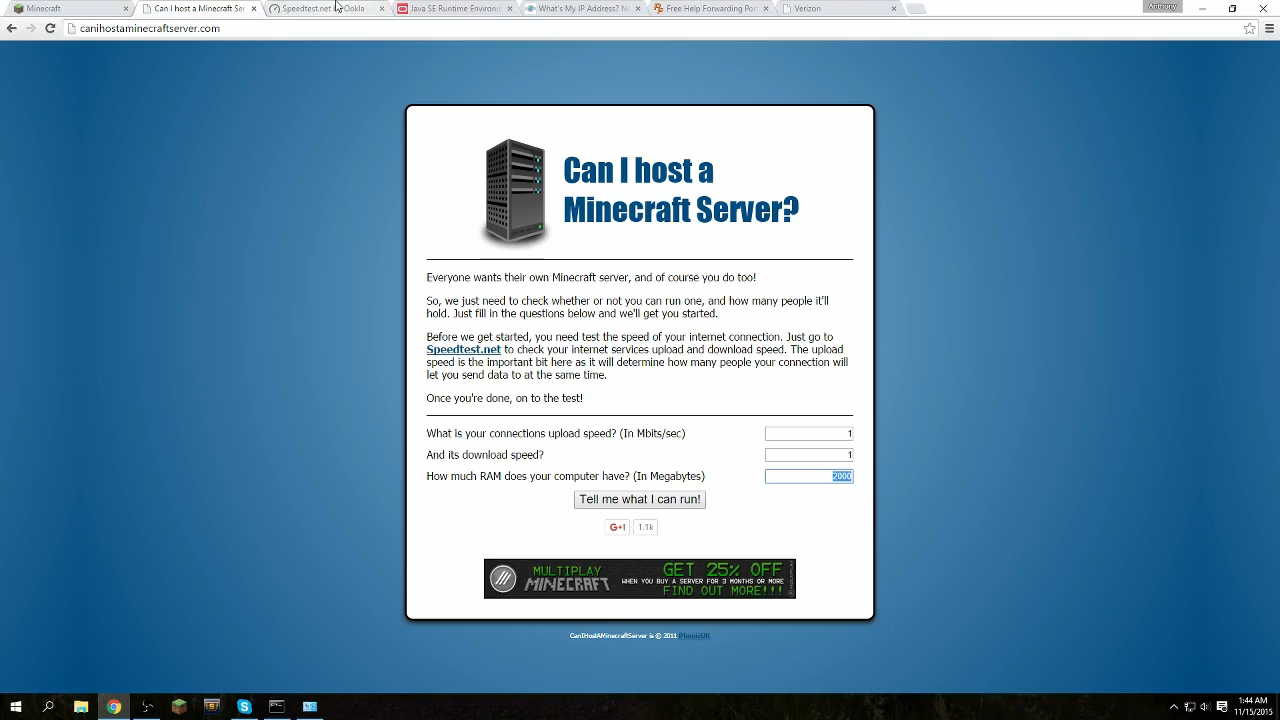 Minecraft
Can I host a Minecraft Ser
Speedtest.net
Ookla
Java SE Runtime Environm
What's My IP Address? Ne
Free Help Forwarding Por
Verizon
Anthony
canihostaminecraftserver.com
Can I host a
Minecraft Server?
Everyone wants their own Minecraft server, and of course you do too!
So, we just need to check whether or not you can run one, and how many people it'll
hold. Just fill in the questions below and we'll get you started.
Before we get started, you need test the speed of your internet connection. Just go to
Speedtest.net to check your internet services upload and download speed. The upload
speed is the important bit here as it will determine how many people your connection will
let you send data to at the same time.
Once you're done, on to the test!
What is your connections upload speed? (In Mbits/sec) 1
And its download speed? 1
How much RAM does your computer have? (In Megabytes) 2000
Tell me what I can run!
G+1 1.1k
MULTIPLAY
MINECRAFT
GET 25% OFF
WHEN YOU BUY A SERVER FOR 3 MONTHS OR MORE
FIND OUT MORE!!!
CanIHostAMinecraftServer is © 2011 PhonicUK
1:44 AM
11/15/2015